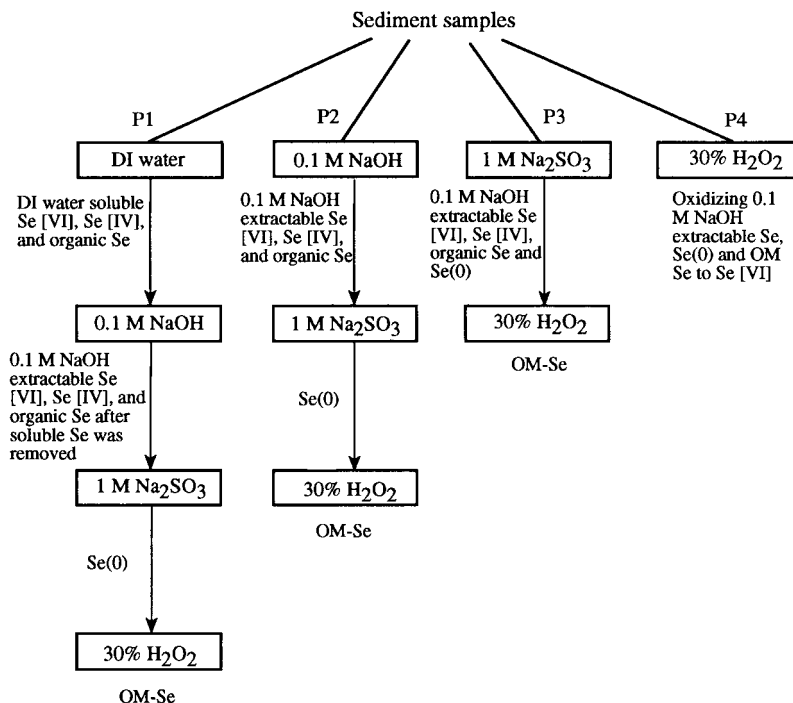 Sediment samples
P1
P2
P3
P4
DI water
0.1 M NaOH
1 M Na2SO3
30% H2O2
DI water soluble
Se [VI], Se [IV],
and organic Se
0.1 M NaOH
extractable Se
[VI], Se [IV],
and organic Se
0.1 M NaOH
extractable Se
[VI], Se [IV],
organic Se and
Se(0)
Oxidizing 0.1
M NaOH
extractable Se,
Se(0) and OM
Se to Se [VI]
0.1 M NaOH
1 M Na2SO3
30% H2O2
OM-Se
0.1 M NaOH
extractable Se
[VI], Se [IV], and
organic Se after
soluble Se was
removed
Se(0)
1 M Na2SO3
30% H2O2
OM-Se
Se(0)
30% H2O2
OM-Se